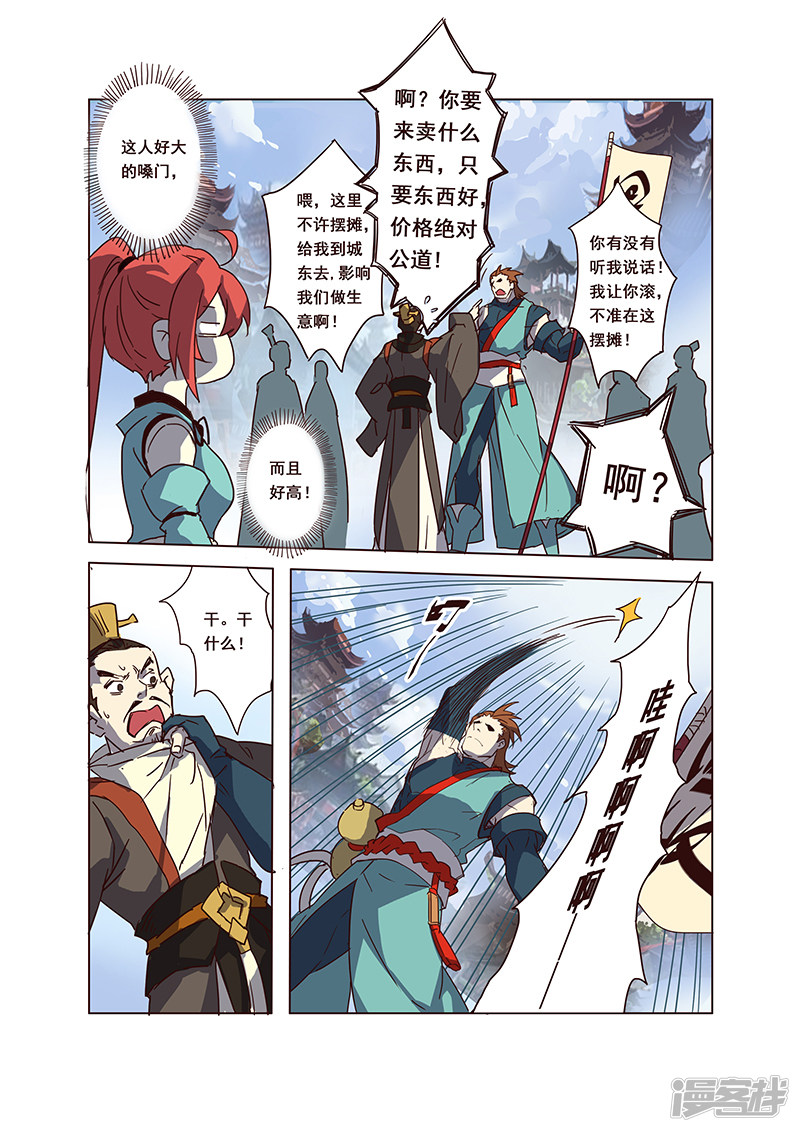 这人好大
的嗓门，
喂，这里
不许摆摊，
给我到城
东去，影响
我们做生
意啊！
啊？你要
来卖什么
东西，只
要东西好，
价格绝对
公道！
你有没有
听我说话！
我让你滚，
不准在这
摆摊！
而且
好高！
啊？
干。干
什么！
叮
哇啊啊啊啊——
漫客栈